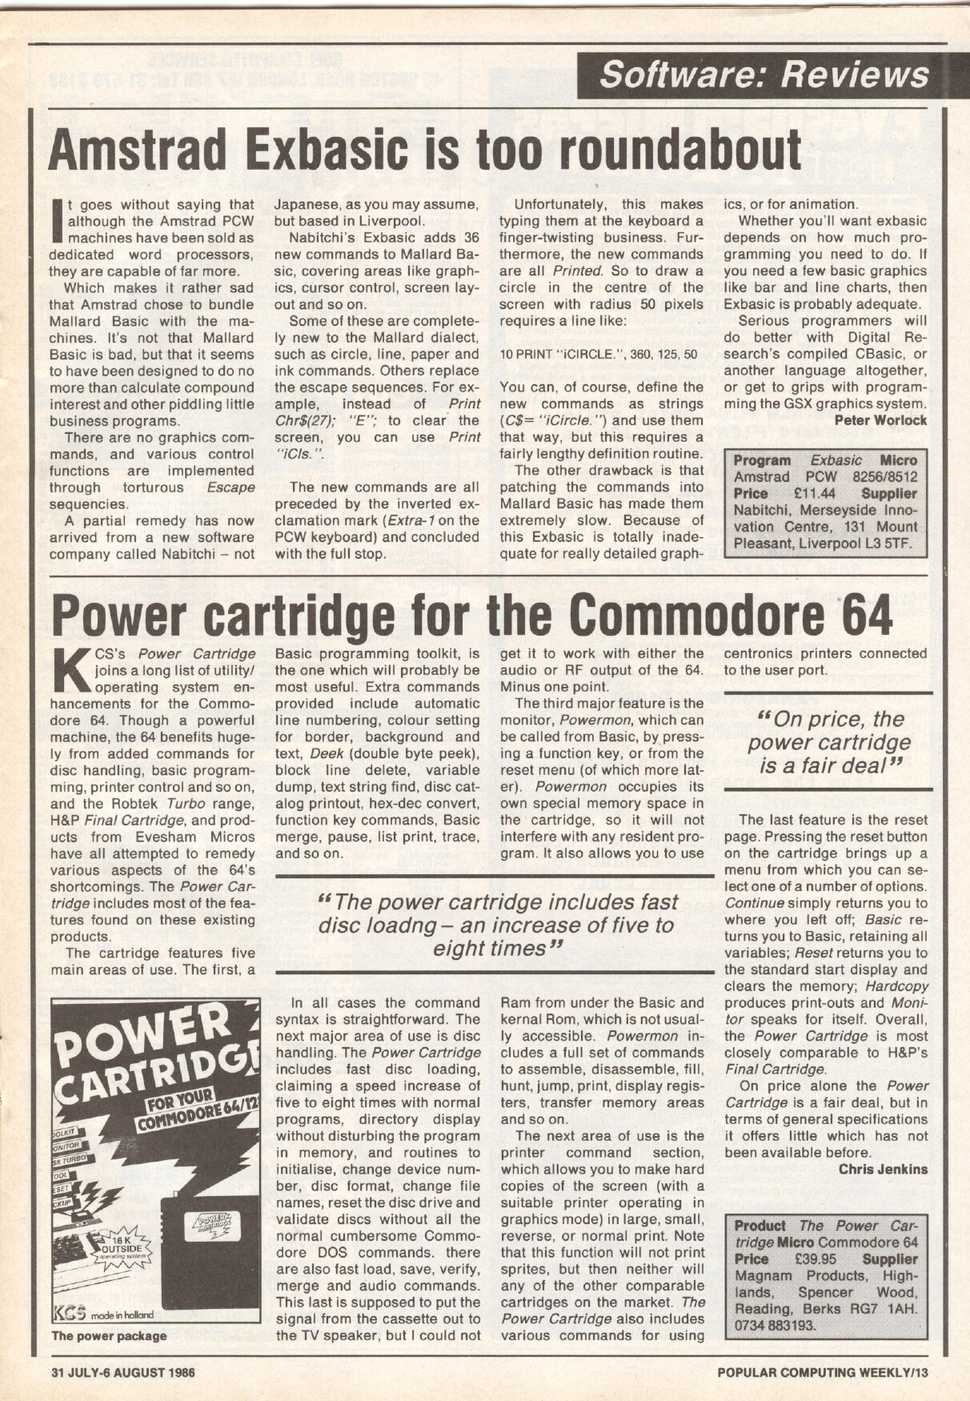 Software: Reviews
Amstrad Exbasic is too roundabout
It goes without saying that
although the Amstrad PCW
machines have been sold as
dedicated word processors,
they are capable of far more.
Which makes it rather sad
that Amstrad chose to bundle
Mallard Basic with the ma-
chines. It's not that Mallard
Basic is bad, but that it seems
to have been designed to do no
more than calculate compound
interest and other piddling little
business programs.
There are no graphics com-
mands, and various control
functions are implemented
through torturous Escape
sequences.
A partial remedy has now
arrived from a new software
company called Nabitchi – not
Japanese, as you may assume,
but based in Liverpool.
Nabitchi's Exbasic adds 36
new commands to Mallard Ba-
sic, covering areas like graph-
ics, cursor control, screen lay-
out and so on.
Some of these are complete-
ly new to the Mallard dialect,
such as circle, line, paper and
ink commands. Others replace
the escape sequences. For ex-
ample, instead of Print
Chr$(27); "E"; to clear the
screen, you can use Print
"iCls.".
The new commands are all
preceded by the inverted ex-
clamation mark (Extra-1 on the
PCW keyboard) and concluded
with the full stop.
Unfortunately, this makes
typing them at the keyboard a
finger-twisting business. Fur-
thermore, the new commands
are all Printed. So to draw a
circle in the centre of the
screen with radius 50 pixels
requires a line like:
10 PRINT "iCIRCLE.", 360, 125, 50
You can, of course, define the
new commands as strings
(C$= "iCircle.") and use them
that way, but this requires a
fairly lengthy definition routine.
The other drawback is that
patching the commands into
Mallard Basic has made them
extremely slow. Because of
this Exbasic is totally inade-
quate for really detailed graph-
ics, or for animation.
Whether you'll want exbasic
depends on how much pro-
gramming you need to do. If
you need a few basic graphics
like bar and line charts, then
Exbasic is probably adequate.
Serious programmers will
do better with Digital Re-
search's compiled CBasic, or
another language altogether,
or get to grips with program-
ming the GSX graphics system.
Peter Worlock
Program Exbasic Micro
Amstrad PCW 8256/8512
Price £11.44 Supplier
Nabitchi, Merseyside Inno-
vation Centre, 131 Mount
Pleasant, Liverpool L3 5TF.
Power cartridge for the Commodore 64
KCS's Power Cartridge
joins a long list of utility/
operating system en-
hancements for the Commo-
dore 64. Though a powerful
machine, the 64 benefits huge-
ly from added commands for
disc handling, basic program-
ming, printer control and so on,
and the Robtek Turbo range,
H&P Final Cartridge, and prod-
ucts from Evesham Micros
have all attempted to remedy
various aspects of the 64's
shortcomings. The Power Car-
tridge includes most of the fea-
tures found on these existing
products.
The cartridge features five
main areas of use. The first, a
Basic programming toolkit, is
the one which will probably be
most useful. Extra commands
provided include automatic
line numbering, colour setting
for border, background and
text, Deek (double byte peek),
block line delete, variable
dump, text string find, disc cat-
alog printout, hex-dec convert,
function key commands, Basic
merge, pause, list print, trace,
and so on.
"The power cartridge includes fast
disc loadng – an increase of five to
eight times"
In all cases the command
syntax is straightforward. The
next major area of use is disc
handling. The Power Cartridge
includes fast disc loading,
claiming a speed increase of
five to eight times with normal
programs, directory display
without disturbing the program
in memory, and routines to
initialise, change device num-
ber, disc format, change file
names, reset the disc drive and
validate discs without all the
normal cumbersome Commo-
dore DOS commands. there
are also fast load, save, verify,
merge and audio commands.
This last is supposed to put the
signal from the cassette out to
the TV speaker, but I could not
get it to work with either the
audio or RF output of the 64.
Minus one point.
The third major feature is the
monitor, Powermon, which can
be called from Basic, by press-
ing a function key, or from the
reset menu (of which more lat-
er). Powermon occupies its
own special memory space in
the cartridge, so it will not
interfere with any resident pro-
gram. It also allows you to use
Ram from under the Basic and
kernal Rom, which is not usual-
ly accessible. Powermon in-
cludes a full set of commands
to assemble, disassemble, fill,
hunt, jump, print, display regis-
ters, transfer memory areas
and so on.
The next area of use is the
printer command section,
which allows you to make hard
copies of the screen (with a
suitable printer operating in
graphics mode) in large, small,
reverse, or normal print. Note
that this function will not print
sprites, but then neither will
any of the other comparable
cartridges on the market. The
Power Cartridge also includes
various commands for using
centronics printers connected
to the user port.
"On price, the
power cartridge
is a fair deal"
The last feature is the reset
page. Pressing the reset button
on the cartridge brings up a
menu from which you can se-
lect one of a number of options.
Continue simply returns you to
where you left off; Basic re-
turns you to Basic, retaining all
variables; Reset returns you to
the standard start display and
clears the memory; Hardcopy
produces print-outs and Moni-
tor speaks for itself. Overall,
the Power Cartridge is most
closely comparable to H&P's
Final Cartridge.
On price alone the Power
Cartridge is a fair deal, but in
terms of general specifications
it offers little which has not
been available before.
Chris Jenkins
Product The Power Car-
tridge Micro Commodore 64
Price £39.95 Supplier
Magnam Products, High-
lands, Spencer Wood,
Reading, Berks RG7 1AH.
0734 883193.
POWER
CARTRIDGE
FOR YOUR
COMMODORE 64/12
16 K
OUTSIDE
operating system
POWER
CARTRIDGE
KCS made in holland
The power package
31 JULY-6 AUGUST 1986
POPULAR COMPUTING WEEKLY/13